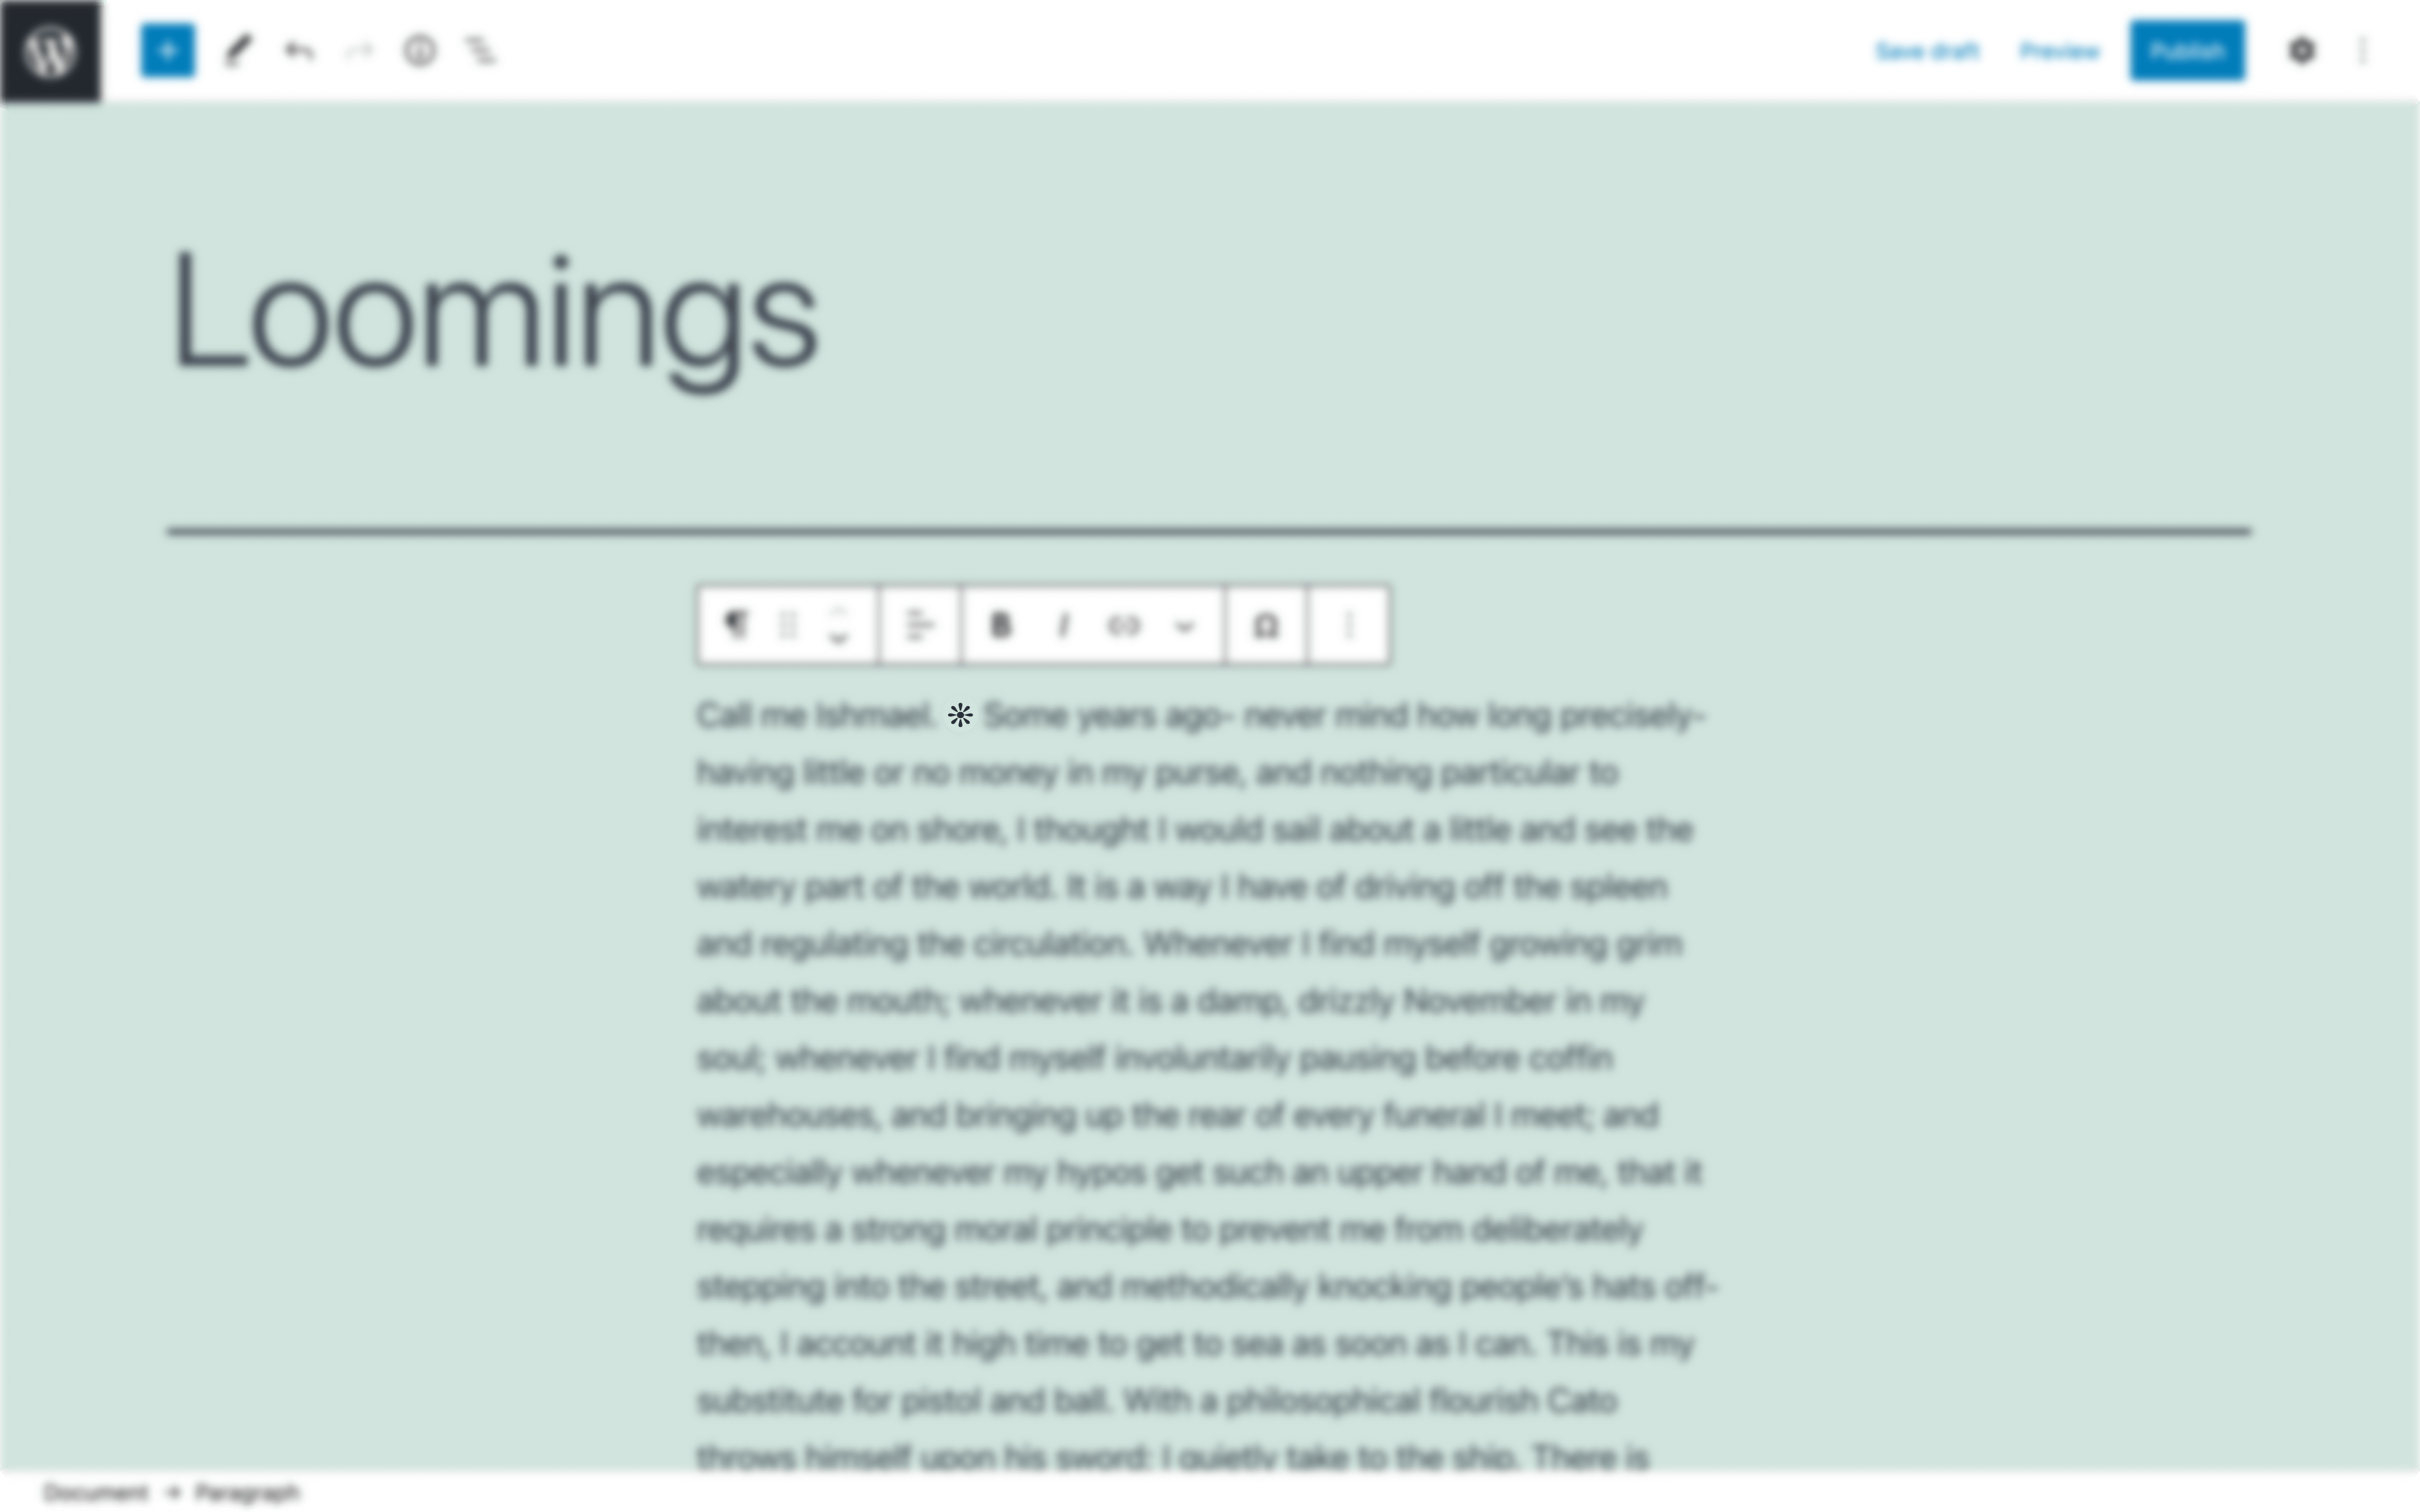 Save draft Preview Publish
Loomings
Call me Ishmael. ❊ Some years ago– never mind how long precisely–
having little or no money in my purse, and nothing particular to
interest me on shore, I thought I would sail about a little and see the
watery part of the world. It is a way I have of driving off the spleen
and regulating the circulation. Whenever I find myself growing grim
about the mouth; whenever it is a damp, drizzly November in my
soul; whenever I find myself involuntarily pausing before coffin
warehouses, and bringing up the rear of every funeral I meet; and
especially whenever my hypos get such an upper hand of me, that it
requires a strong moral principle to prevent me from deliberately
stepping into the street, and methodically knocking people's hats off–
then, I account it high time to get to sea as soon as I can. This is my
substitute for pistol and ball. With a philosophical flourish Cato
throws himself upon his sword; I quietly take to the ship. There is
Document → Paragraph